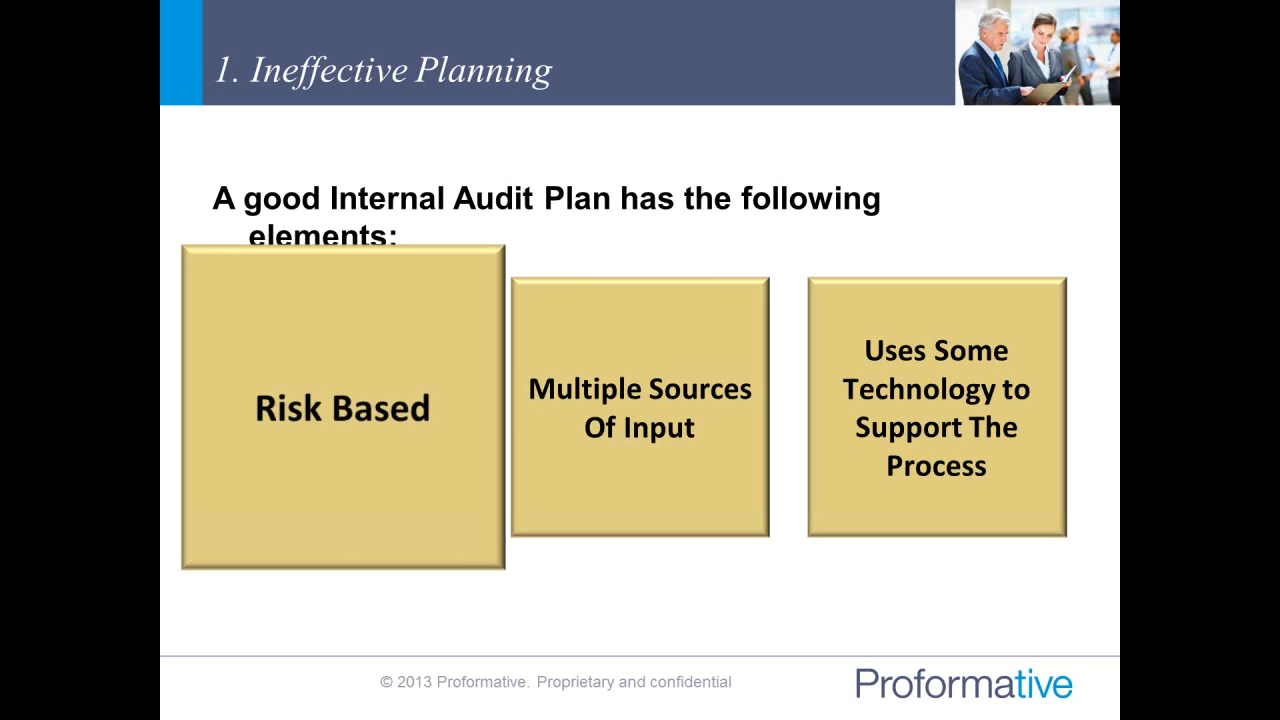 1. Ineffective Planning
A good Internal Audit Plan has the following
elements:
Risk Based
Multiple Sources
Of Input
Uses Some
Technology to
Support The
Process
© 2013 Proformative. Proprietary and confidential
Proformative